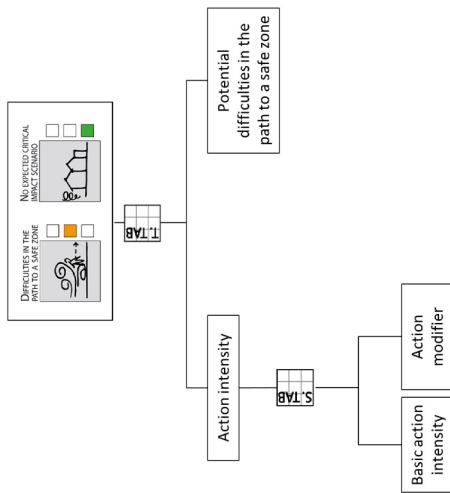 DIFFICULTIES IN THE
PATH TO A SAFE ZONE
NO EXPECTED CRITICAL
IMPACT SCENARIO
T. TAB
Action intensity
Potential
difficulties in the
path to a safe zone
S. TAB
Basic action
intensity
Action
modifier